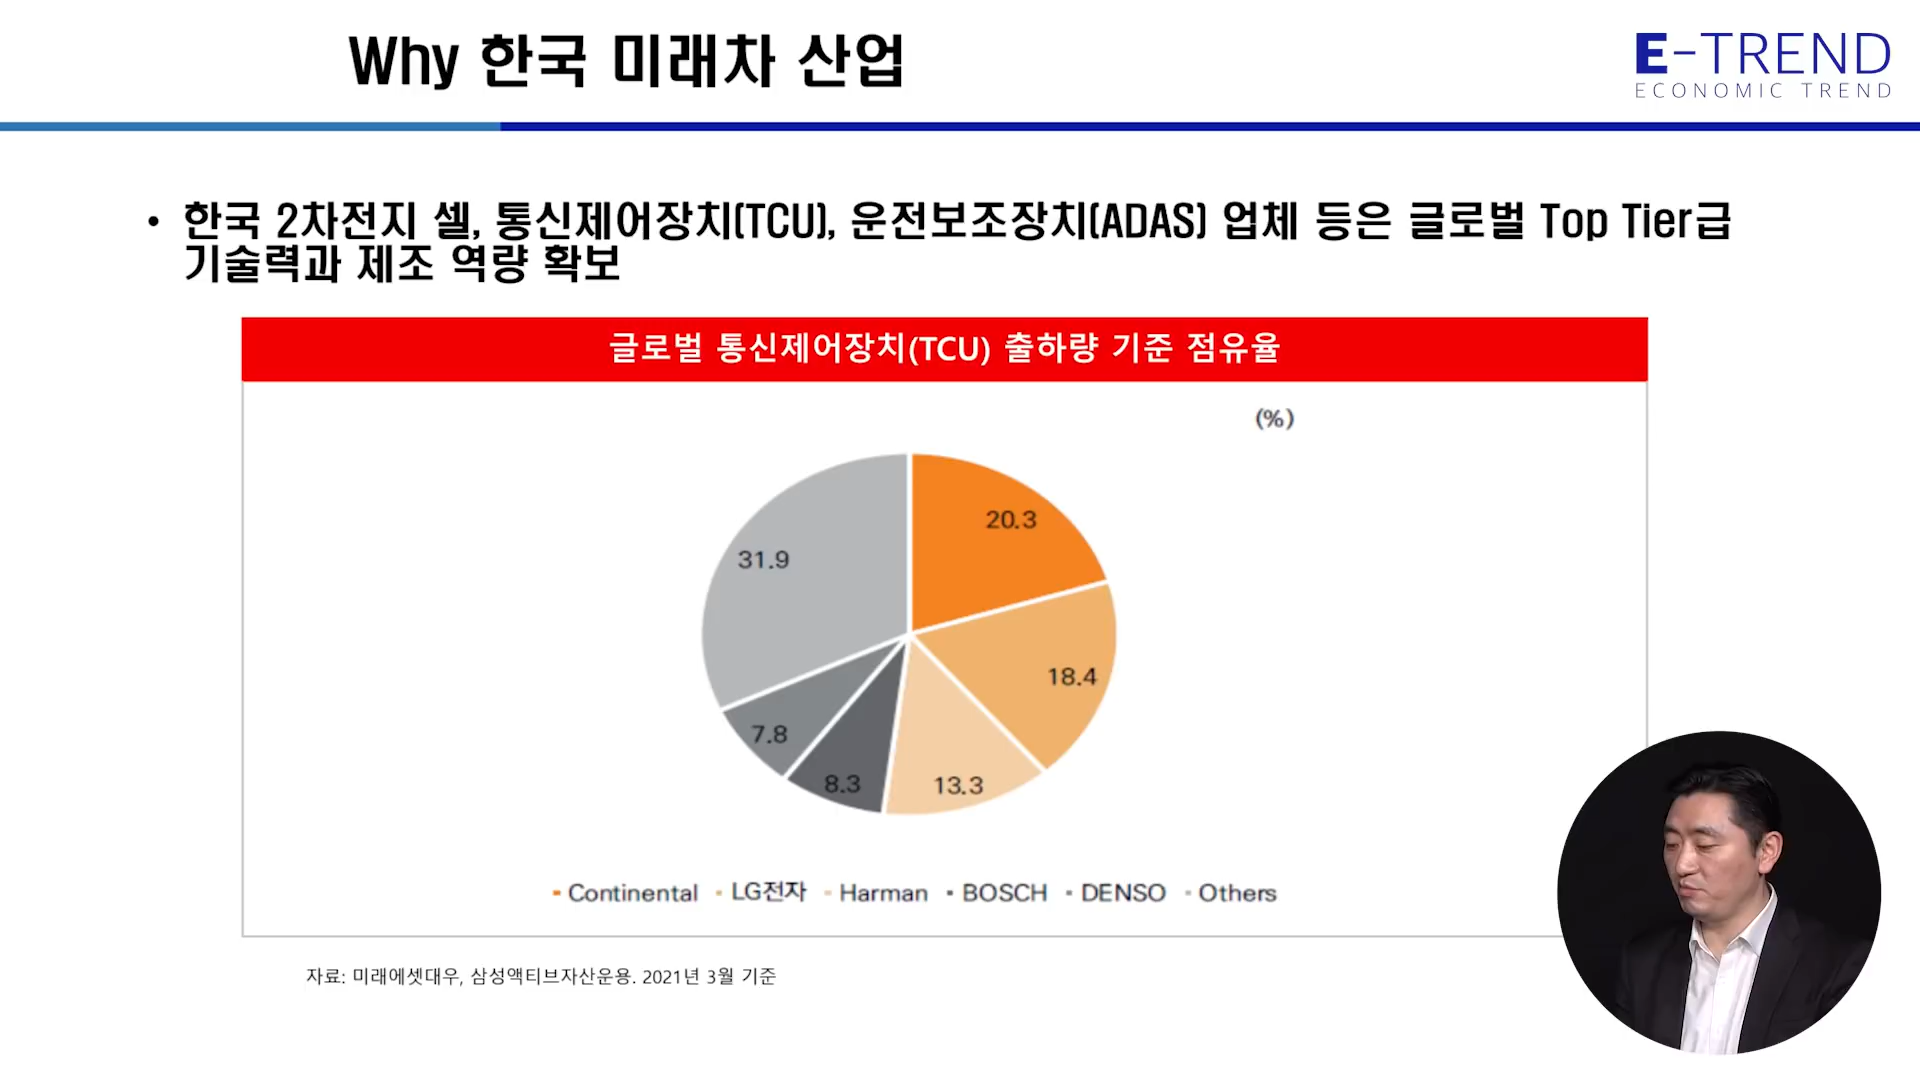 Why 한국 미래차 산업
E-TREND
ECONOMIC TREND
• 한국 2차전지 셀, 통신제어장치(TCU), 운전보조장치(ADAS) 업체 등은 글로벌 Top Tier급
기술력과 제조 역량 확보
글로벌 통신제어장치(TCU) 출하량 기준 점유율
(%)
20.3
31.9
18.4
7.8
8.3
13.3
Continental LG전자 Harman BOSCH DENSO Others
자료: 미래에셋대우, 삼성액티브자산운용. 2021년 3월 기준